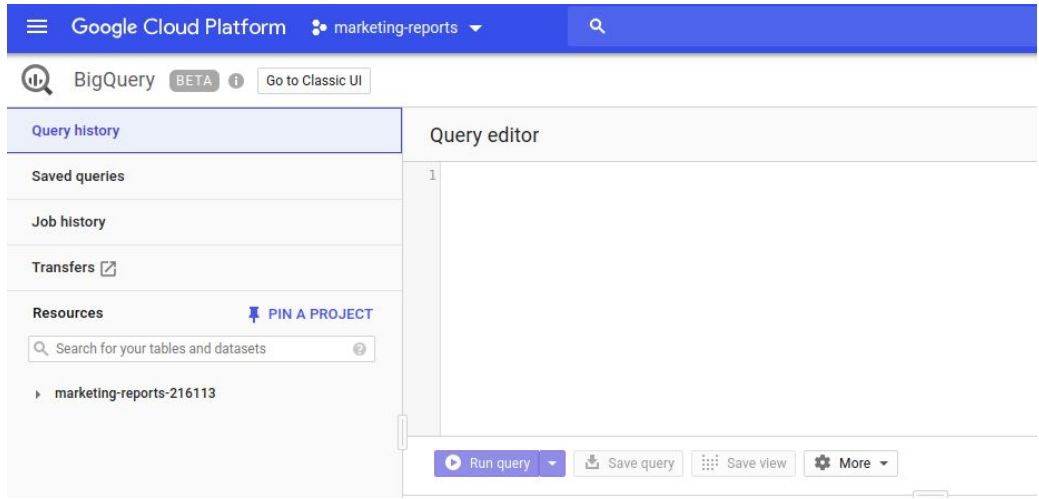 Google Cloud Platform marketing-reports
BigQuery BETA Go to Classic UI
Query history
Saved queries
Job history
Transfers
Resources PIN A PROJECT
Search for your tables and datasets
marketing-reports-216113
Query editor
1
Run query Save query Save view More